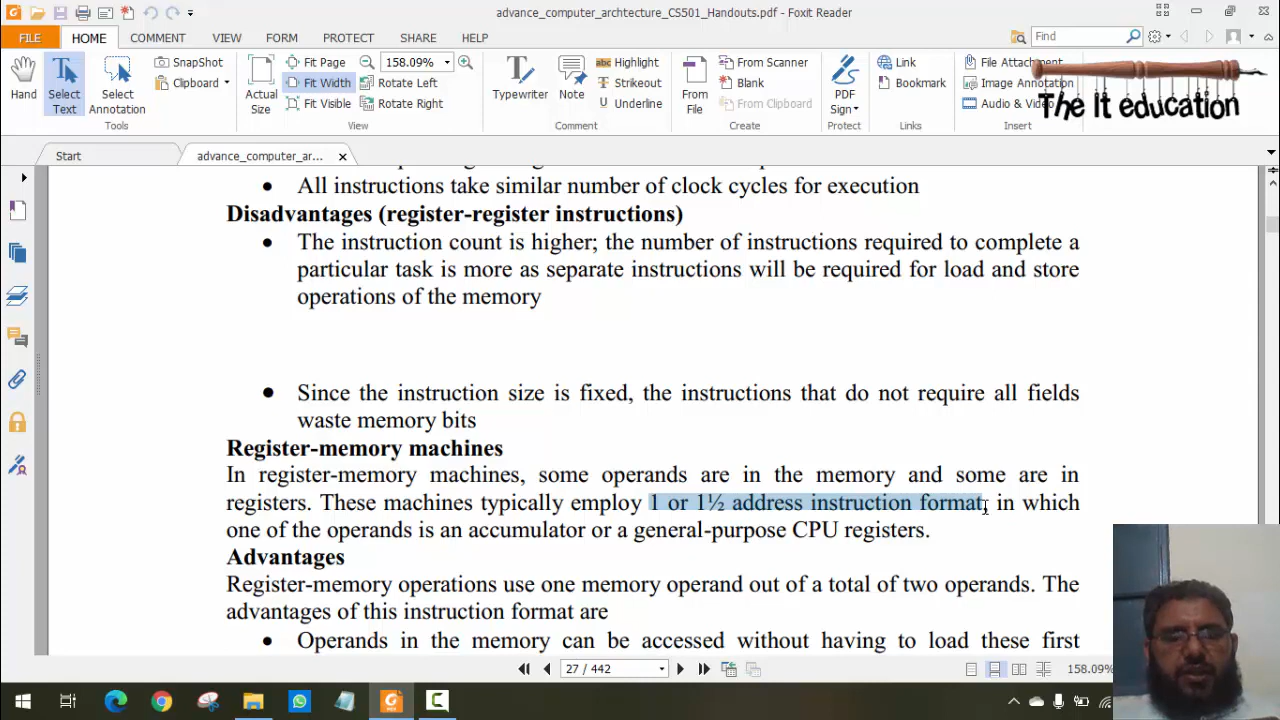 advance_computer_archtecture_CS501_Handouts.pdf - Foxit Reader
FILE HOME COMMENT VIEW FORM PROTECT SHARE HELP Find
Hand
Select Text
Select Annotation
SnapShot
Clipboard
Tools
Actual Size
Fit Page
Fit Width
Fit Visible
158.09%
Rotate Left
Rotate Right
View
Typewriter
Note
Highlight
Strikeout
Underline
Comment
From File
From Scanner
Blank
From Clipboard
Create
PDF Sign
Protect
Link
Bookmark
Links
File Attachment
Image Annotation
Audio & Video
Insert
The It education
Start advance_computer_ar...
• All instructions take similar number of clock cycles for execution
Disadvantages (register-register instructions)
• The instruction count is higher; the number of instructions required to complete a
particular task is more as separate instructions will be required for load and store
operations of the memory
• Since the instruction size is fixed, the instructions that do not require all fields
waste memory bits
Register-memory machines
In register-memory machines, some operands are in the memory and some are in
registers. These machines typically employ 1 or 1½ address instruction format, in which
one of the operands is an accumulator or a general-purpose CPU registers.
Advantages
Register-memory operations use one memory operand out of a total of two operands. The
advantages of this instruction format are
• Operands in the memory can be accessed without having to load these first
27 / 442
158.09%